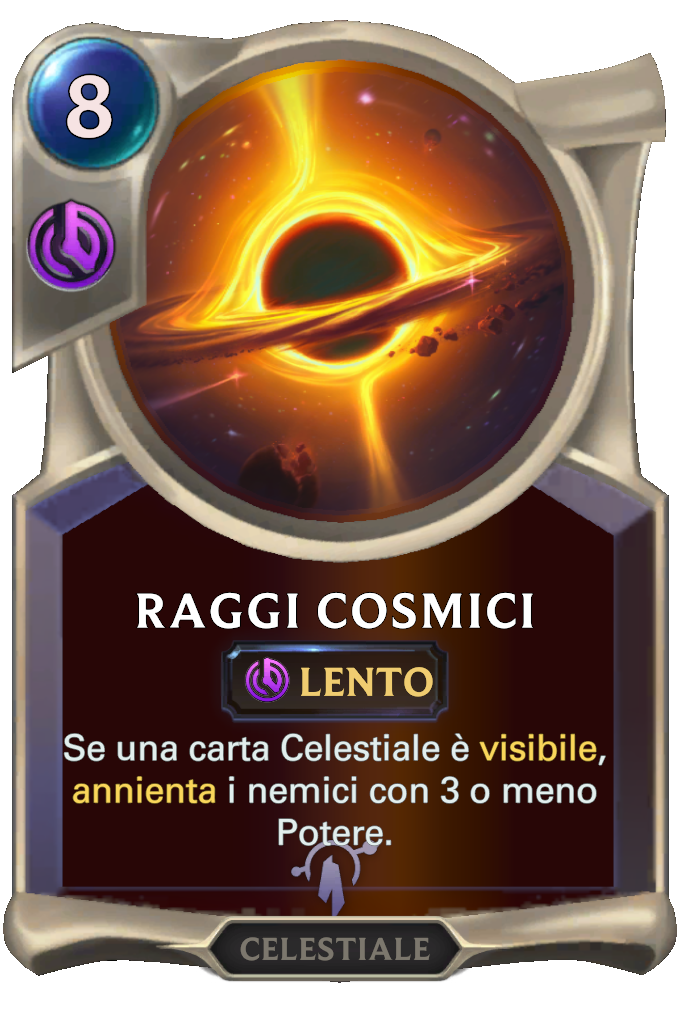 8
RAGGI COSMICI
LENTO
Se una carta Celestiale è visibile,
annienta i nemici con 3 o meno
Potere.
CELESTIALE